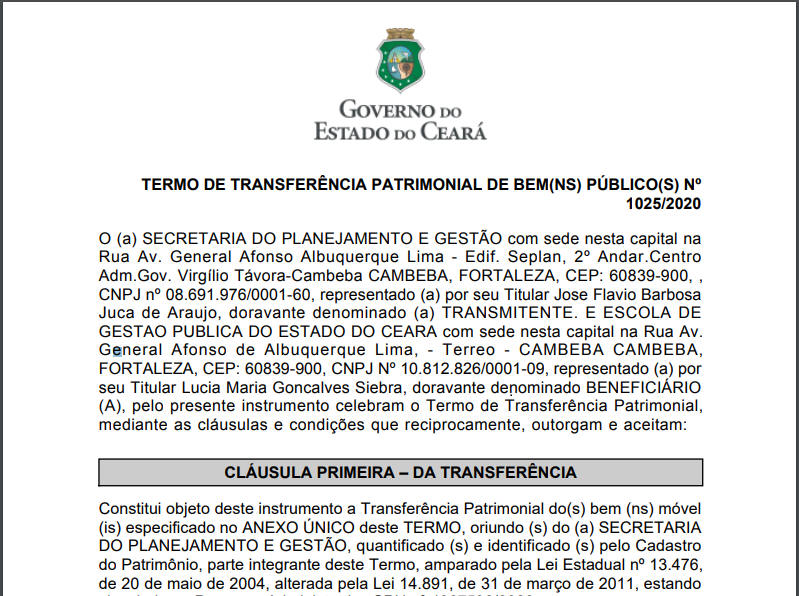 GOVERNO DO
ESTADO DO CEARÁ
TERMO DE TRANSFERÊNCIA PATRIMONIAL DE BEM(NS) PÚBLICO(S) Nº
1025/2020
O (a) SECRETARIA DO PLANEJAMENTO E GESTÃO com sede nesta capital na
Rua Av. General Afonso Albuquerque Lima - Edif. Seplan, 2º Andar.Centro
Adm.Gov. Virgílio Távora-Cambeba CAMBEBA, FORTALEZA, CEP: 60839-900, ,
CNPJ nº 08.691.976/0001-60, representado (a) por seu Titular Jose Flavio Barbosa
Juca de Araujo, doravante denominado (a) TRANSMITENTE. E ESCOLA DE
GESTAO PUBLICA DO ESTADO DO CEARA com sede nesta capital na Rua Av.
General Afonso de Albuquerque Lima, - Terreo - CAMBEBA CAMBEBA,
FORTALEZA, CEP: 60839-900, CNPJ Nº 10.812.826/0001-09, representado (a) por
seu Titular Lucia Maria Goncalves Siebra, doravante denominado BENEFICIÁRIO
(A), pelo presente instrumento celebram o Termo de Transferência Patrimonial,
mediante as cláusulas e condições que reciprocamente, outorgam e aceitam:
CLÁUSULA PRIMEIRA – DA TRANSFERÊNCIA
Constitui objeto deste instrumento a Transferência Patrimonial do(s) bem (ns) móvel
(is) especificado no ANEXO ÚNICO deste TERMO, oriundo (s) do (a) SECRETARIA
DO PLANEJAMENTO E GESTÃO, quantificado (s) e identificado (s) pelo Cadastro
do Patrimônio, parte integrante deste Termo, amparado pela Lei Estadual nº 13.476,
de 20 de maio de 2004, alterada pela Lei 14.891, de 31 de março de 2011, estando